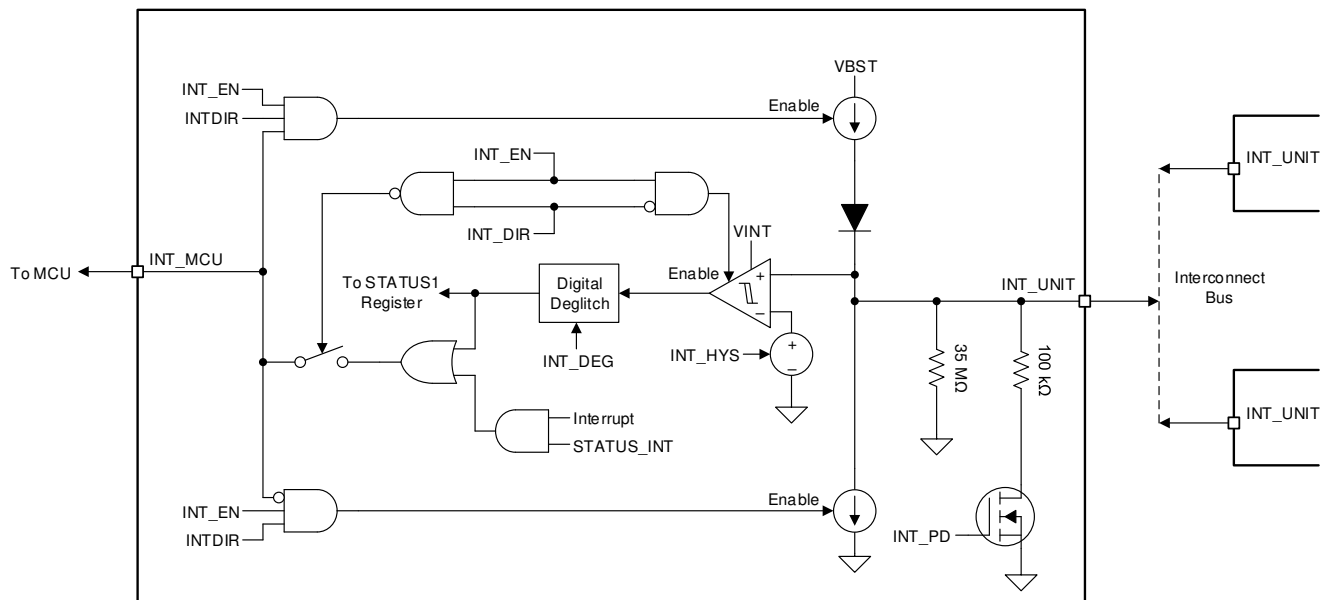 VBST
INT_EN
INTDIR
Enable
INT_UNIT
INT_EN
INT_DIR
VINT
INT_MCU
To MCU
Enable
+
−
To STATUS1
Register
Digital
Deglitch
INT_UNIT
Interconnect
Bus
INT_DEG
INT_HYS
+
−
35 MΩ
100 kΩ
Interrupt
STATUS_INT
INT_UNIT
INT_EN
INTDIR
Enable
INT_PD